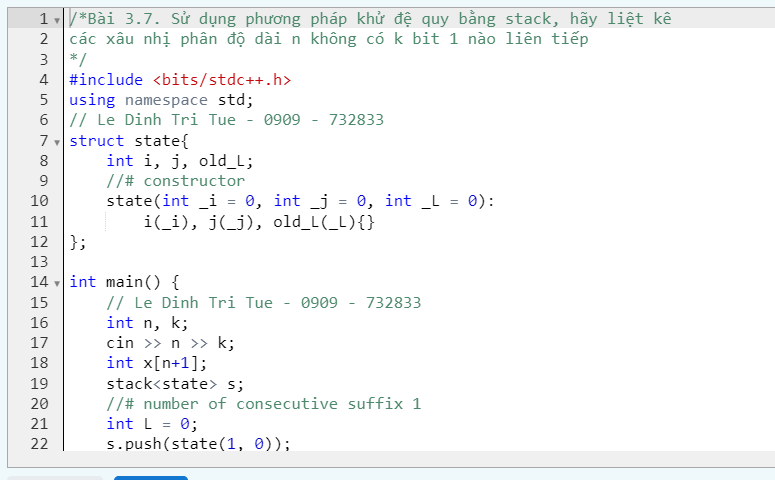 1 /*Bài 3.7. Sử dụng phương pháp khử đệ quy bằng stack, hãy liệt kê
2 các xâu nhị phân độ dài n không có k bit 1 nào liên tiếp
3 */
4 #include <bits/stdc++.h>
5 using namespace std;
6 // Le Dinh Tri Tue - 0909 - 732833
7 struct state{
8 int i, j, old_L;
9 //# constructor
10 state(int _i = 0, int _j = 0, int _L = 0):
11 i(_i), j(_j), old_L(_L){}
12 };
13
14 int main() {
15 // Le Dinh Tri Tue - 0909 - 732833
16 int n, k;
17 cin >> n >> k;
18 int x[n+1];
19 stack<state> s;
20 //# number of consecutive suffix 1
21 int L = 0;
22 s.push(state(1, 0));